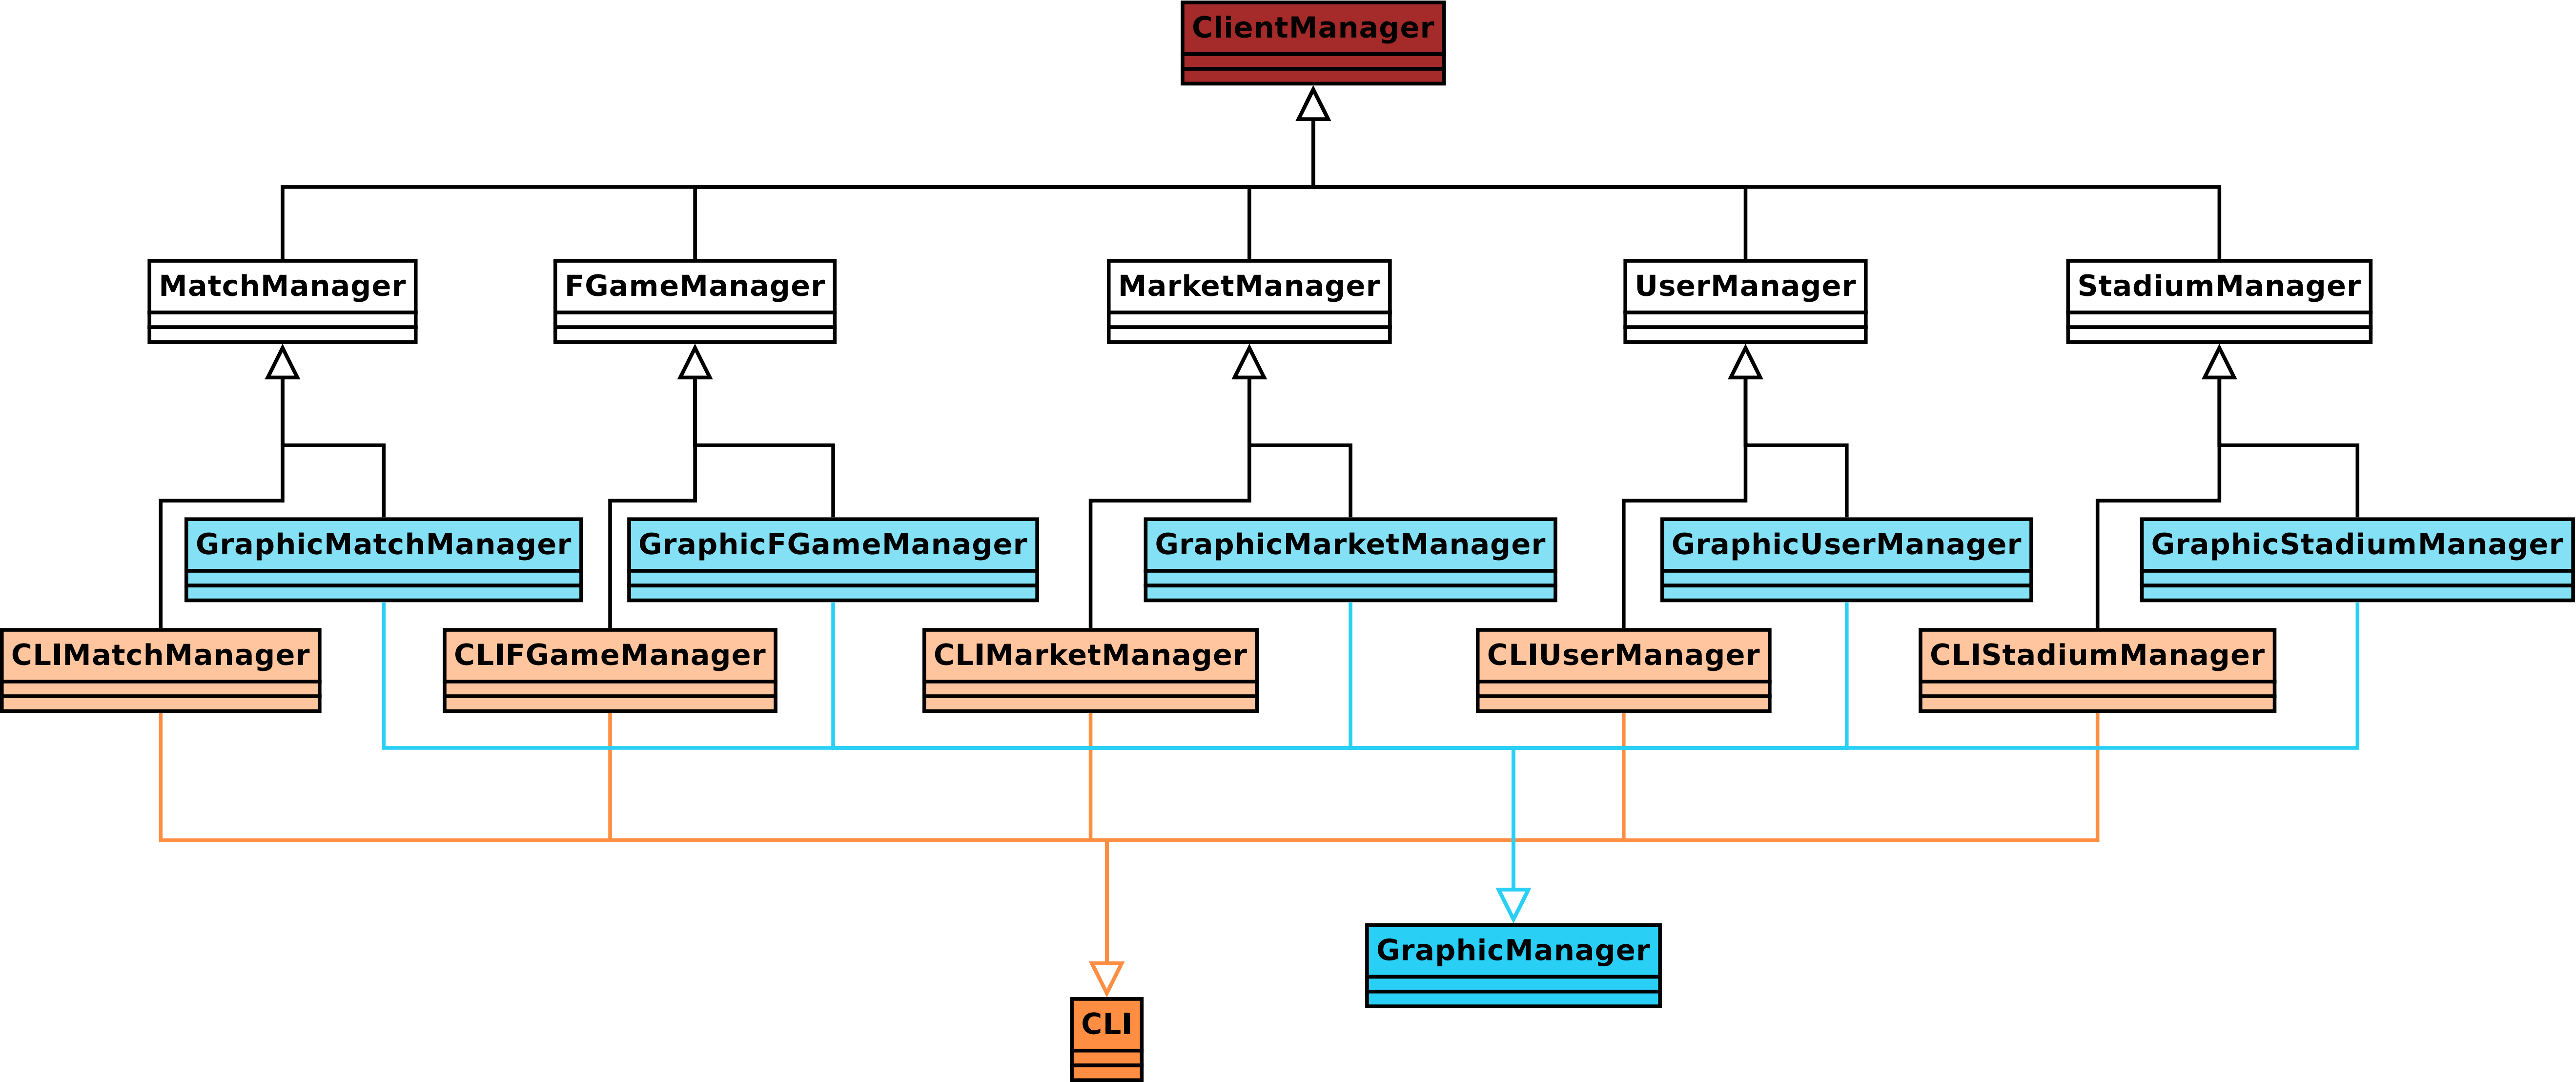 ClientManager
MatchManager
FGameManager
MarketManager
UserManager
StadiumManager
GraphicMatchManager
GraphicFGameManager
GraphicMarketManager
GraphicUserManager
GraphicStadiumManager
CLIMatchManager
CLIFGameManager
CLIMarketManager
CLIUserManager
CLIStadiumManager
GraphicManager
CLI